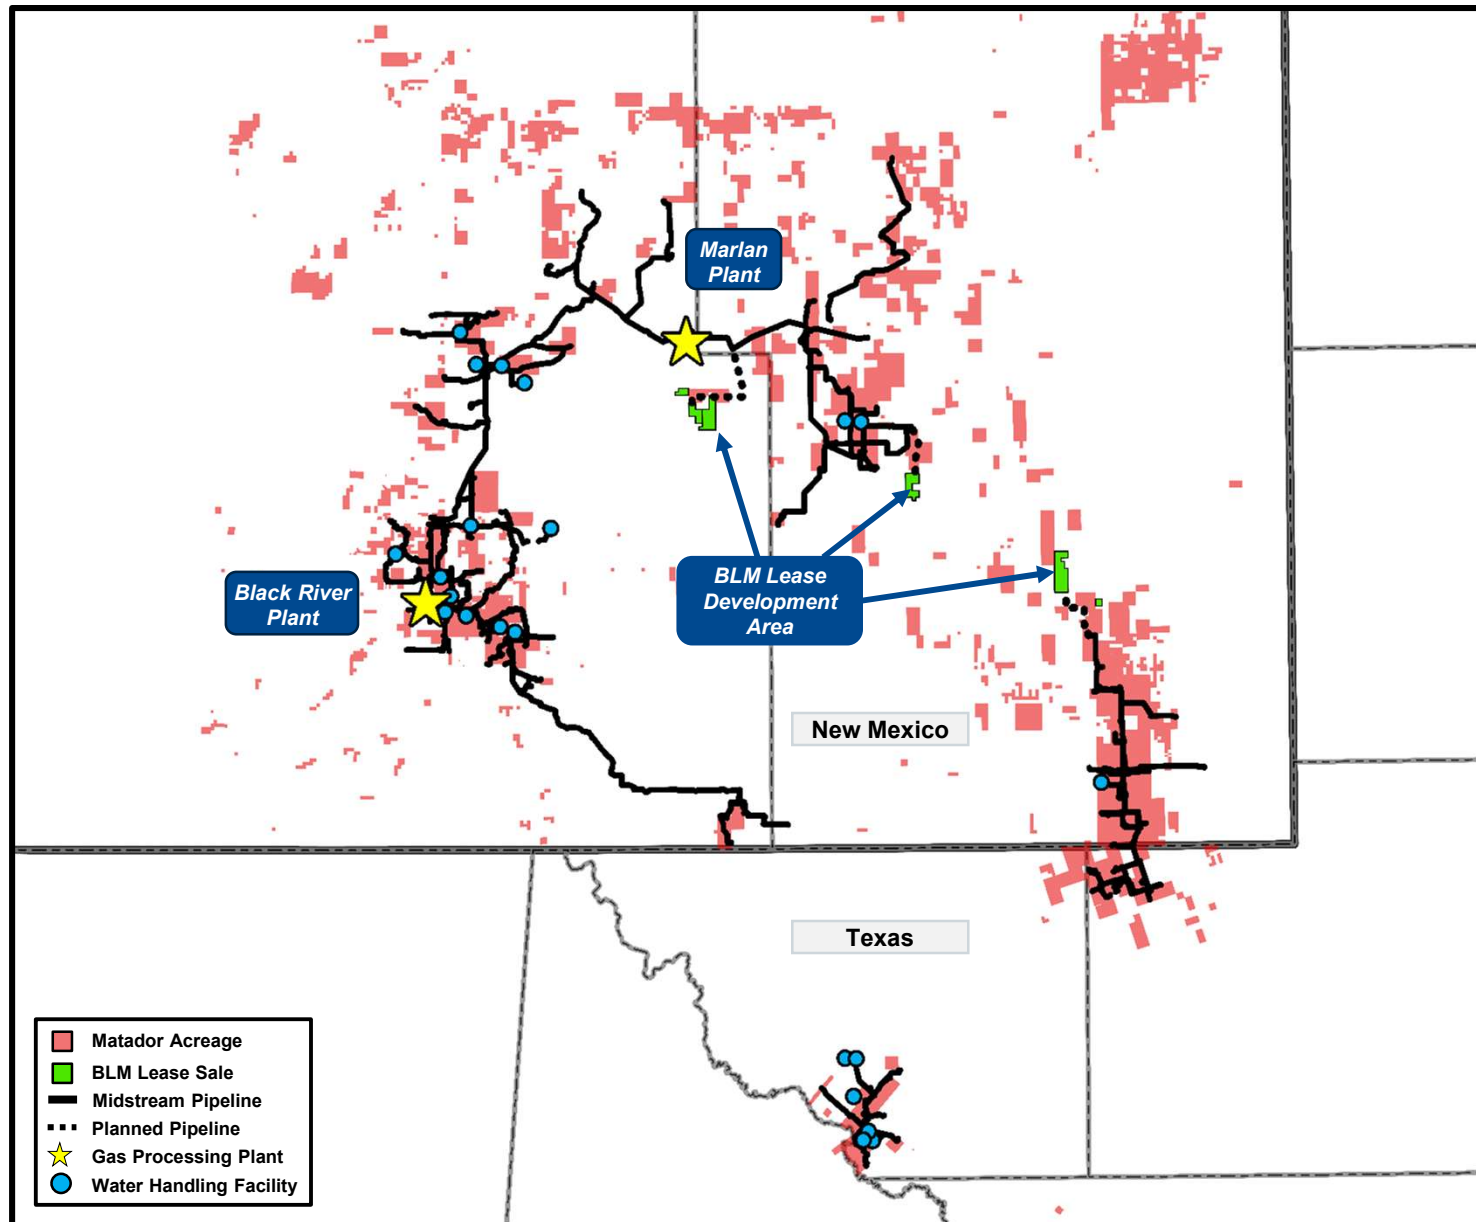 Marlan
Plant
Black River
Plant
BLM Lease
Development
Area
New Mexico
Texas
Matador Acreage
BLM Lease Sale
Midstream Pipeline
Planned Pipeline
Gas Processing Plant
Water Handling Facility